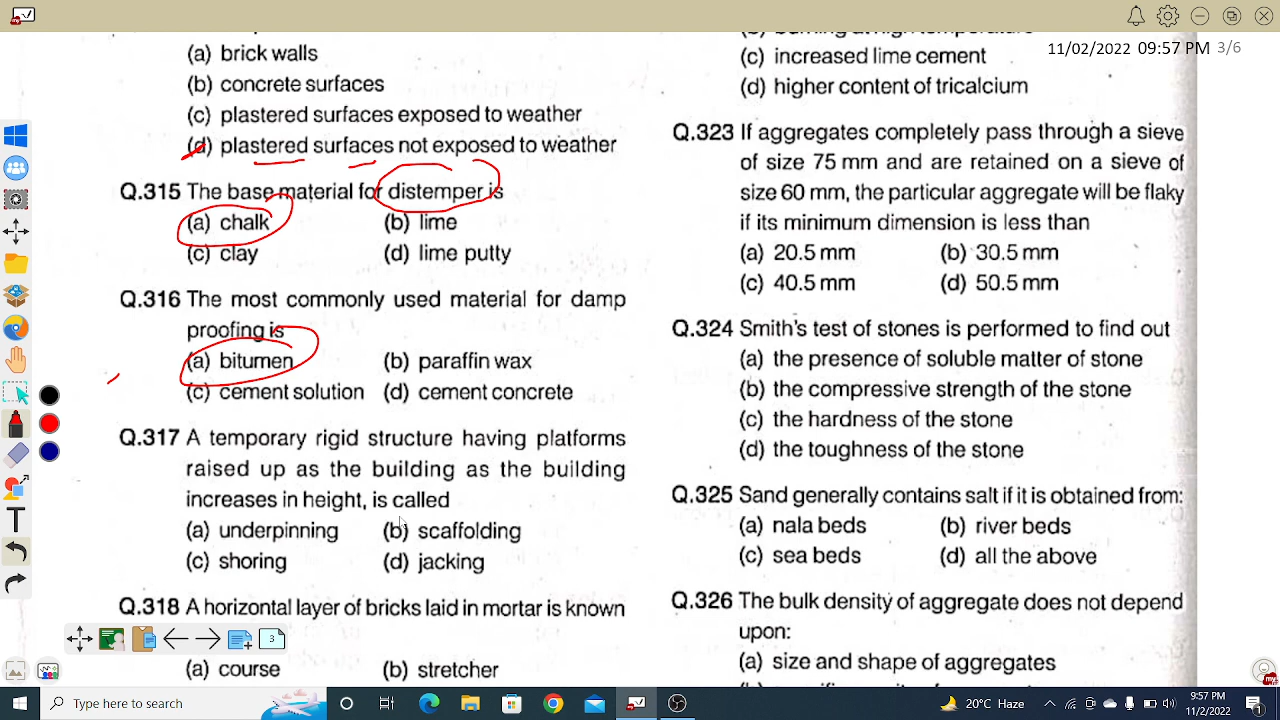 11/02/2022 09:57 PM 3/6
(a) brick walls
(b) concrete surfaces
(c) plastered surfaces exposed to weather
(d) plastered surfaces not exposed to weather
Q.315 The base material for distemper is
(a) chalk (b) lime
(c) clay (d) lime putty
Q.316 The most commonly used material for damp
proofing is
(a) bitumen (b) paraffin wax
(c) cement solution (d) cement concrete
Q.317 A temporary rigid structure having platforms
raised up as the building as the building
increases in height, is called
(a) underpinning (b) scaffolding
(c) shoring (d) jacking
Q.318 A horizontal layer of bricks laid in mortar is known
(a) course (b) stretcher
(c) increased lime cement
(d) higher content of tricalcium
Q.323 If aggregates completely pass through a sieve
of size 75 mm and are retained on a sieve of
size 60 mm, the particular aggregate will be flaky
if its minimum dimension is less than
(a) 20.5 mm (b) 30.5 mm
(c) 40.5 mm (d) 50.5 mm
Q.324 Smith's test of stones is performed to find out
(a) the presence of soluble matter of stone
(b) the compressive strength of the stone
(c) the hardness of the stone
(d) the toughness of the stone
Q.325 Sand generally contains salt if it is obtained from:
(a) nala beds (b) river beds
(c) sea beds (d) all the above
Q.326 The bulk density of aggregate does not depend
upon:
(a) size and shape of aggregates
3
Type here to search
20°C Haze
9:57 PM
11/2/2022